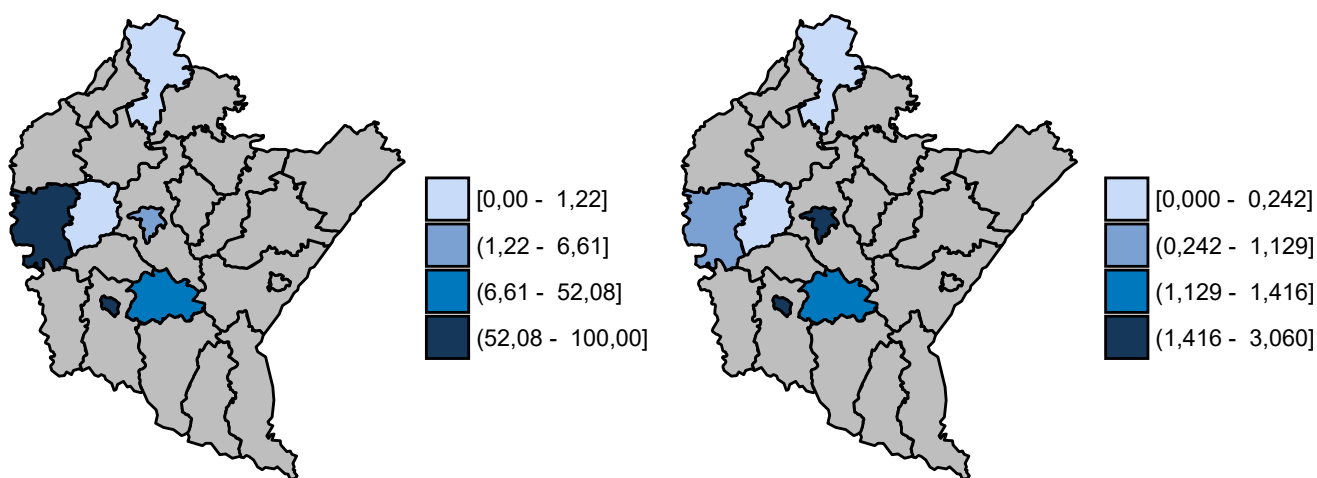 [0,00 - 1,22]
(1,22 - 6,61]
(6,61 - 52,08]
(52,08 - 100,00]
[0,000 - 0,242]
(0,242 - 1,129]
(1,129 - 1,416]
(1,416 - 3,060]